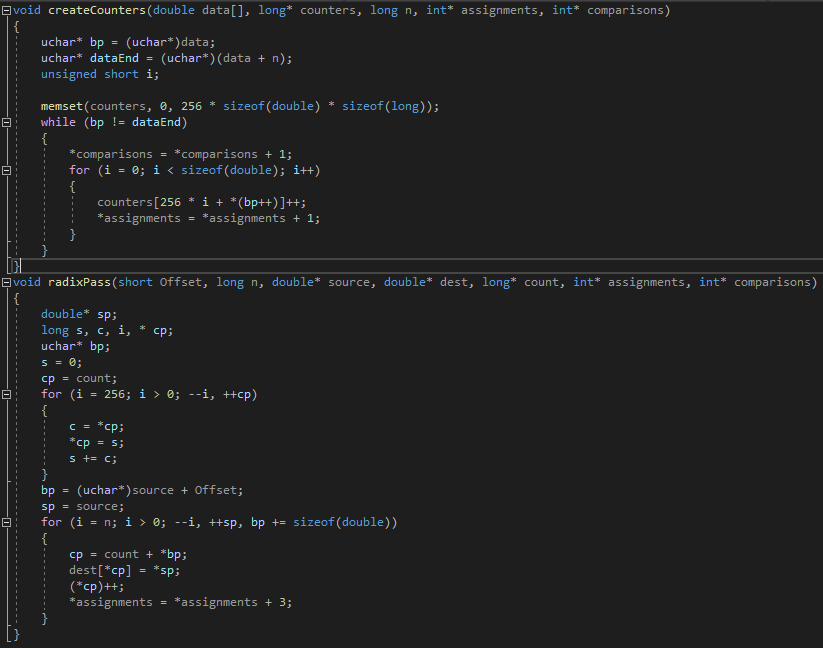 void createCounters(double data[], long* counters, long n, int* assignments, int* comparisons)
{
    uchar* bp = (uchar*)data;
    uchar* dataEnd = (uchar*)(data + n);
    unsigned short i;

    memset(counters, 0, 256 * sizeof(double) * sizeof(long));
    while (bp != dataEnd)
    {
        *comparisons = *comparisons + 1;
        for (i = 0; i < sizeof(double); i++)
        {
            counters[256 * i + *(bp++)]++;
            *assignments = *assignments + 1;
        }
    }
}
void radixPass(short Offset, long n, double* source, double* dest, long* count, int* assignments, int* comparisons)
{
    double* sp;
    long s, c, i, * cp;
    uchar* bp;
    s = 0;
    cp = count;
    for (i = 256; i > 0; --i, ++cp)
    {
        c = *cp;
        *cp = s;
        s += c;
    }
    bp = (uchar*)source + Offset;
    sp = source;
    for (i = n; i > 0; --i, ++sp, bp += sizeof(double))
    {
        cp = count + *bp;
        dest[*cp] = *sp;
        (*cp)++;
        *assignments = *assignments + 3;
    }
}